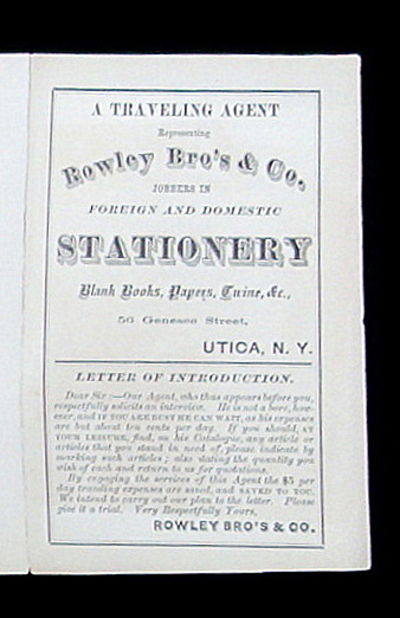 A TRAVELING AGENT
Representing
Rowley Bro's & Co.
JOBBERS IN
FOREIGN AND DOMESTIC
STATIONERY
Blank Books, Papers, Twine, &c.,
56 Genesee Street,
UTICA, N. Y.
LETTER OF INTRODUCTION.
Dear Sir:—Our Agent, who thus appears before you,
respectfully solicits an interview. He is not a bore, how-
ever, and IF YOU ARE BUSY HE CAN WAIT, as his expenses
are but about ten cents per day. If you should, AT
YOUR LEISURE, find, on his Catalogue, any article or
articles that you stand in need of, please indicate by
marking such articles; also stating the quantity you
wish of each and return to us for quotations.
By engaging the services of this Agent the $5 per
day traveling expenses are saved, and SAVED TO YOU.
We intend to carry out our plan to the letter. Please
give it a trial. Very Respectfully Yours,
ROWLEY BRO'S & CO.